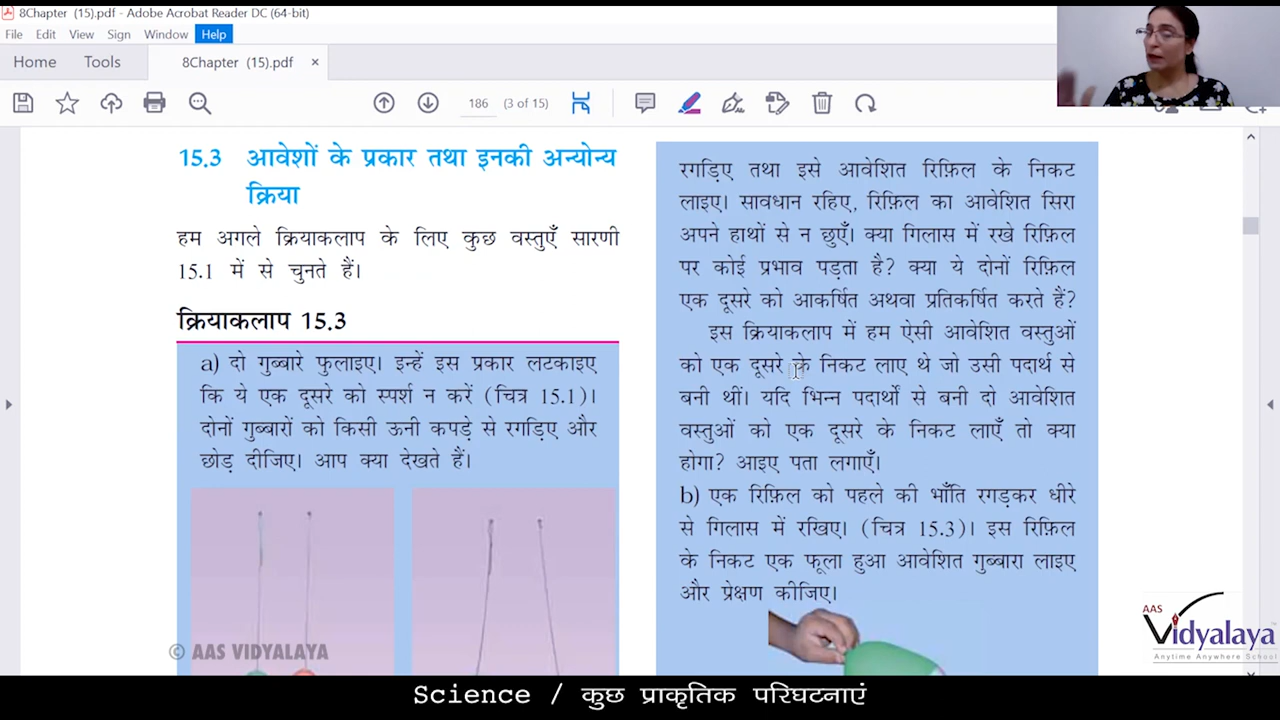 8Chapter (15).pdf - Adobe Acrobat Reader DC (64-bit)
File Edit View Sign Window Help
Home Tools 8Chapter (15).pdf ×
186 (3 of 15)
15.3 आवेशों के प्रकार तथा इनकी अन्योन्य
क्रिया
हम अगले क्रियाकलाप के लिए कुछ वस्तुएँ सारणी
15.1 में से चुनते हैं।
क्रियाकलाप 15.3
a) दो गुब्बारे फुलाइए। इन्हें इस प्रकार लटकाइए
कि ये एक दूसरे को स्पर्श न करें (चित्र 15.1)।
दोनों गुब्बारों को किसी ऊनी कपड़े से रगड़िए और
छोड़ दीजिए। आप क्या देखते हैं।
रगड़िए तथा इसे आवेशित रिफ़िल के निकट
लाइए। सावधान रहिए, रिफ़िल का आवेशित सिरा
अपने हाथों से न छुएँ। क्या गिलास में रखे रिफ़िल
पर कोई प्रभाव पड़ता है? क्या ये दोनों रिफ़िल
एक दूसरे को आकर्षित अथवा प्रतिकर्षित करते हैं?
इस क्रियाकलाप में हम ऐसी आवेशित वस्तुओं
को एक दूसरे के निकट लाए थे जो उसी पदार्थ से
बनी थीं। यदि भिन्न पदार्थों से बनी दो आवेशित
वस्तुओं को एक दूसरे के निकट लाएँ तो क्या
होगा? आइए पता लगाएँ।
b) एक रिफ़िल को पहले की भाँति रगड़कर धीरे
से गिलास में रखिए। (चित्र 15.3)। इस रिफ़िल
के निकट एक फूला हुआ आवेशित गुब्बारा लाइए
और प्रेक्षण कीजिए।
© AAS VIDYALAYA
AAS
Vidyalaya
Anytime Anywhere School
Science / कुछ प्राकृतिक परिघटनाएं